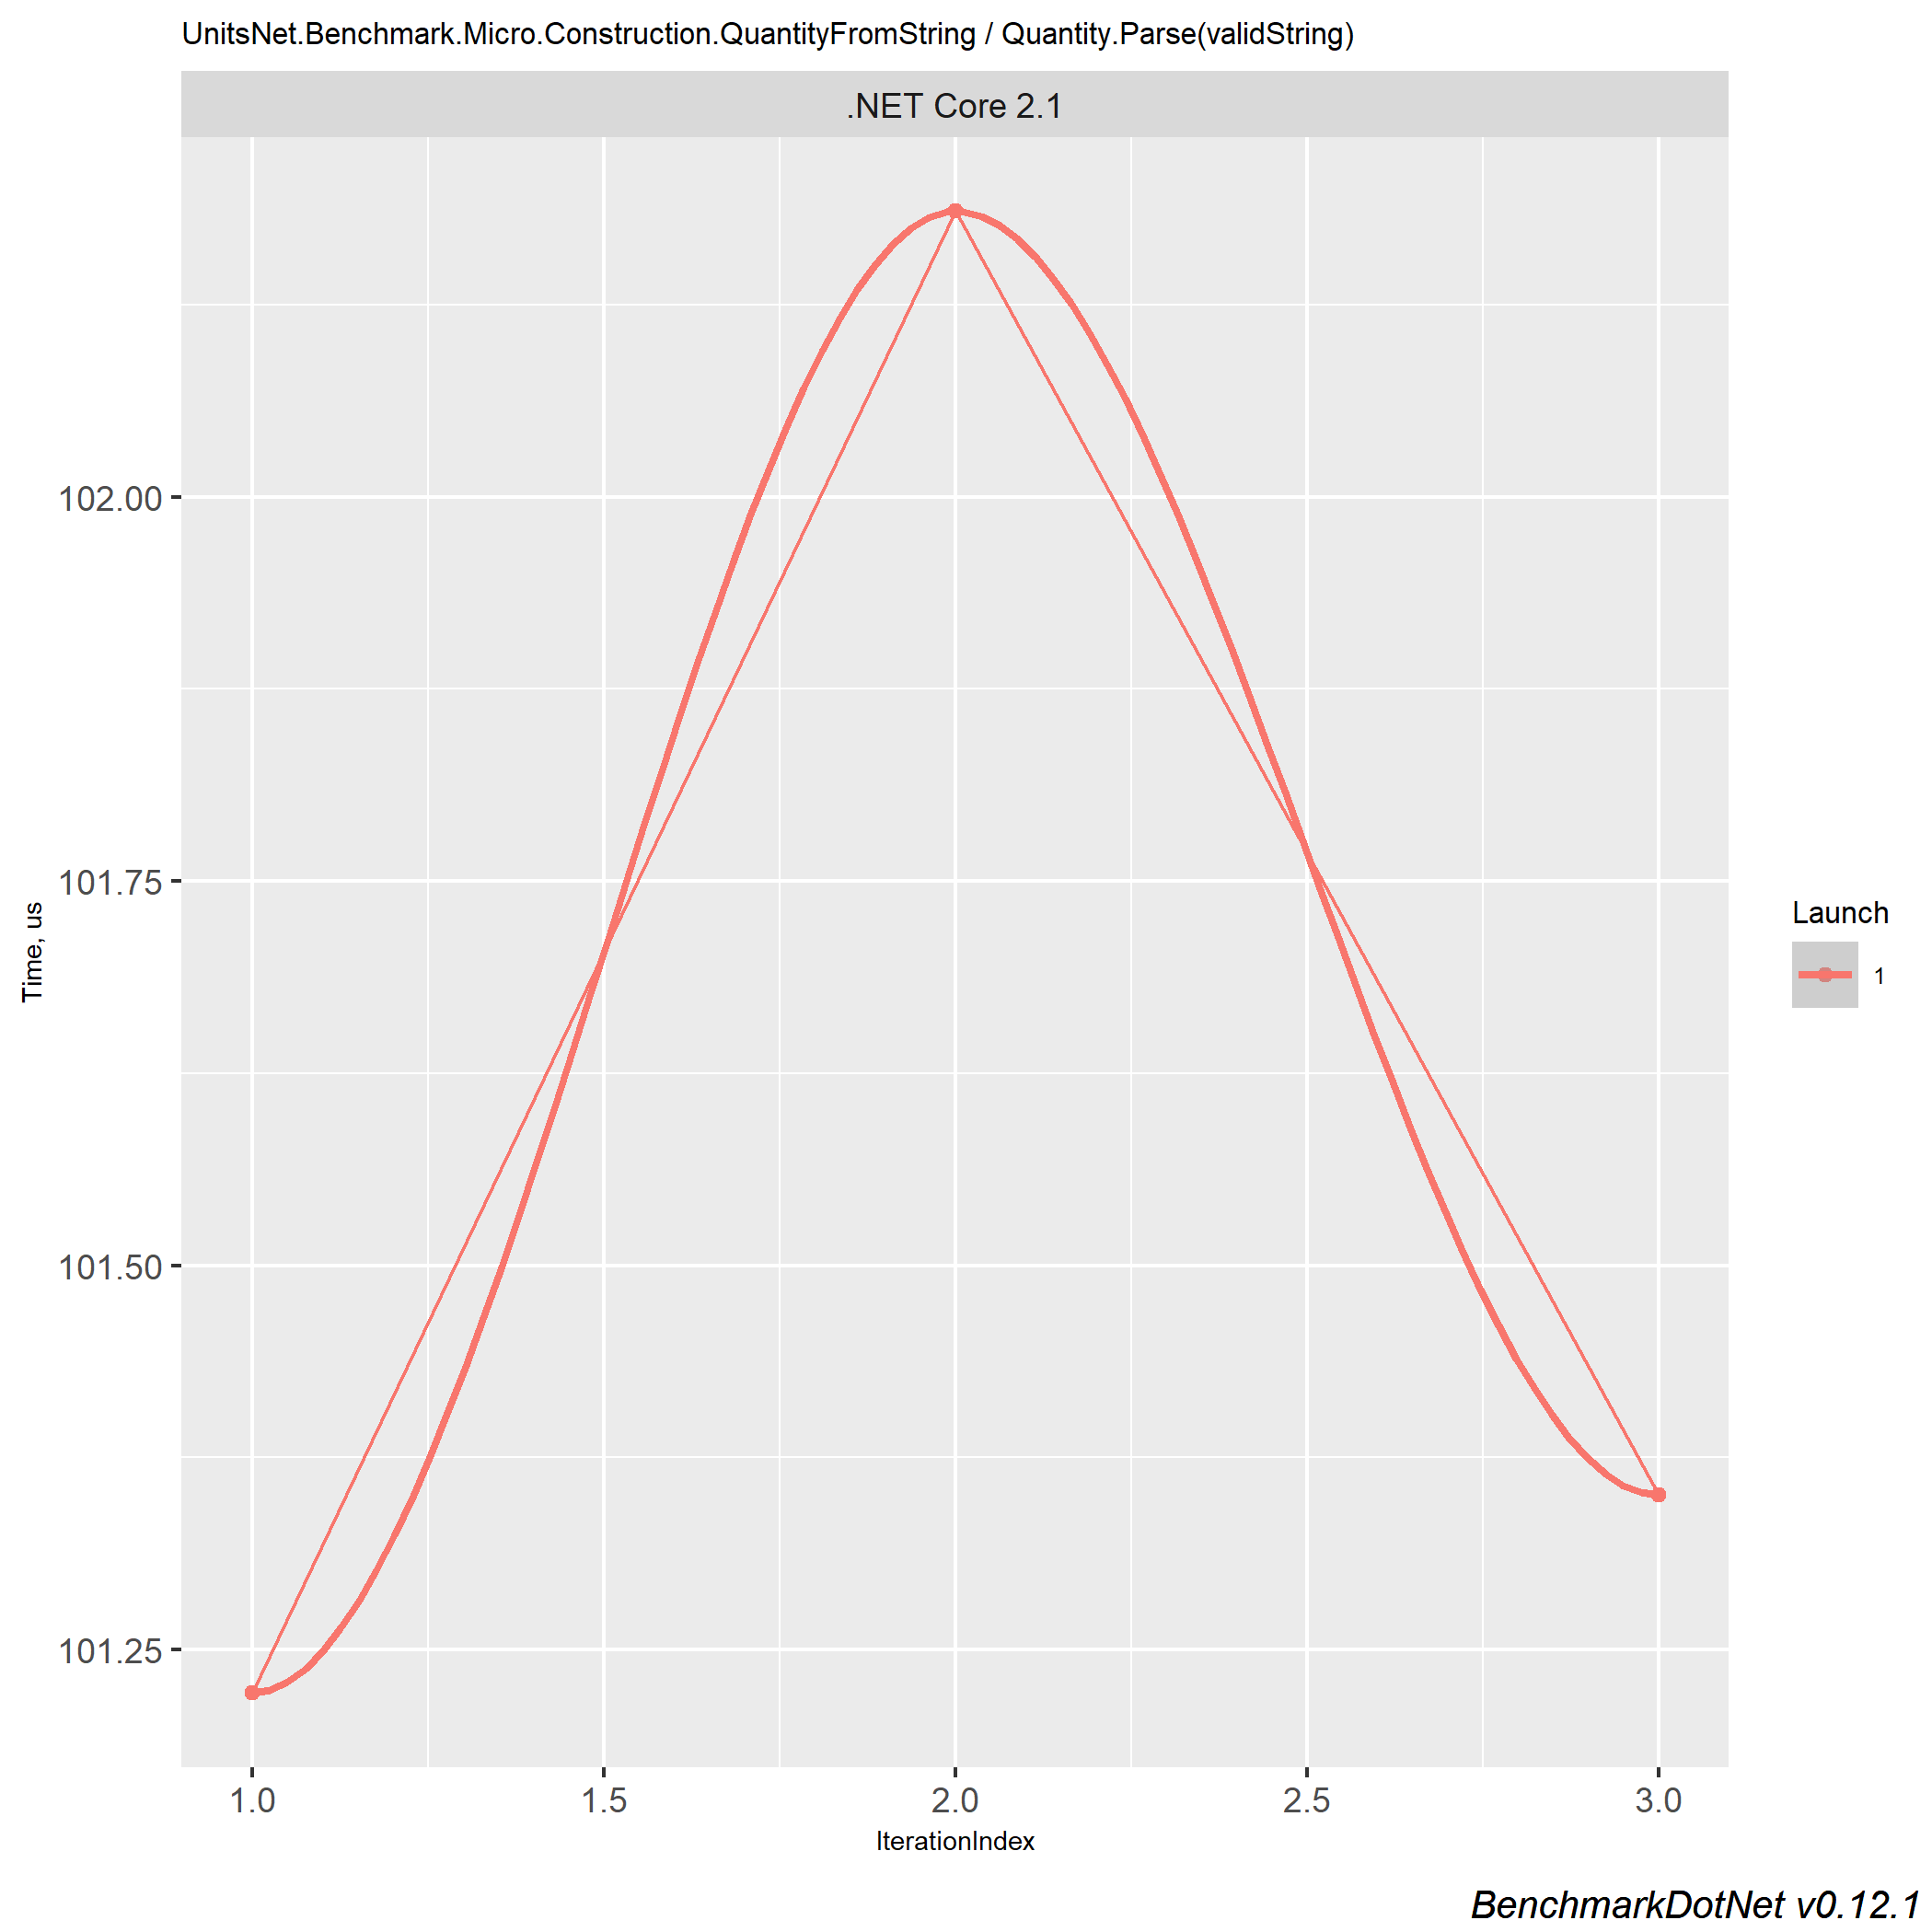 UnitsNet.Benchmark.Micro.Construction.QuantityFromString / Quantity.Parse(validString)
.NET Core 2.1
102.00
101.75
101.50
101.25
Time, us
1.0 1.5 2.0 2.5 3.0
IterationIndex
Launch
1
BenchmarkDotNet v0.12.1